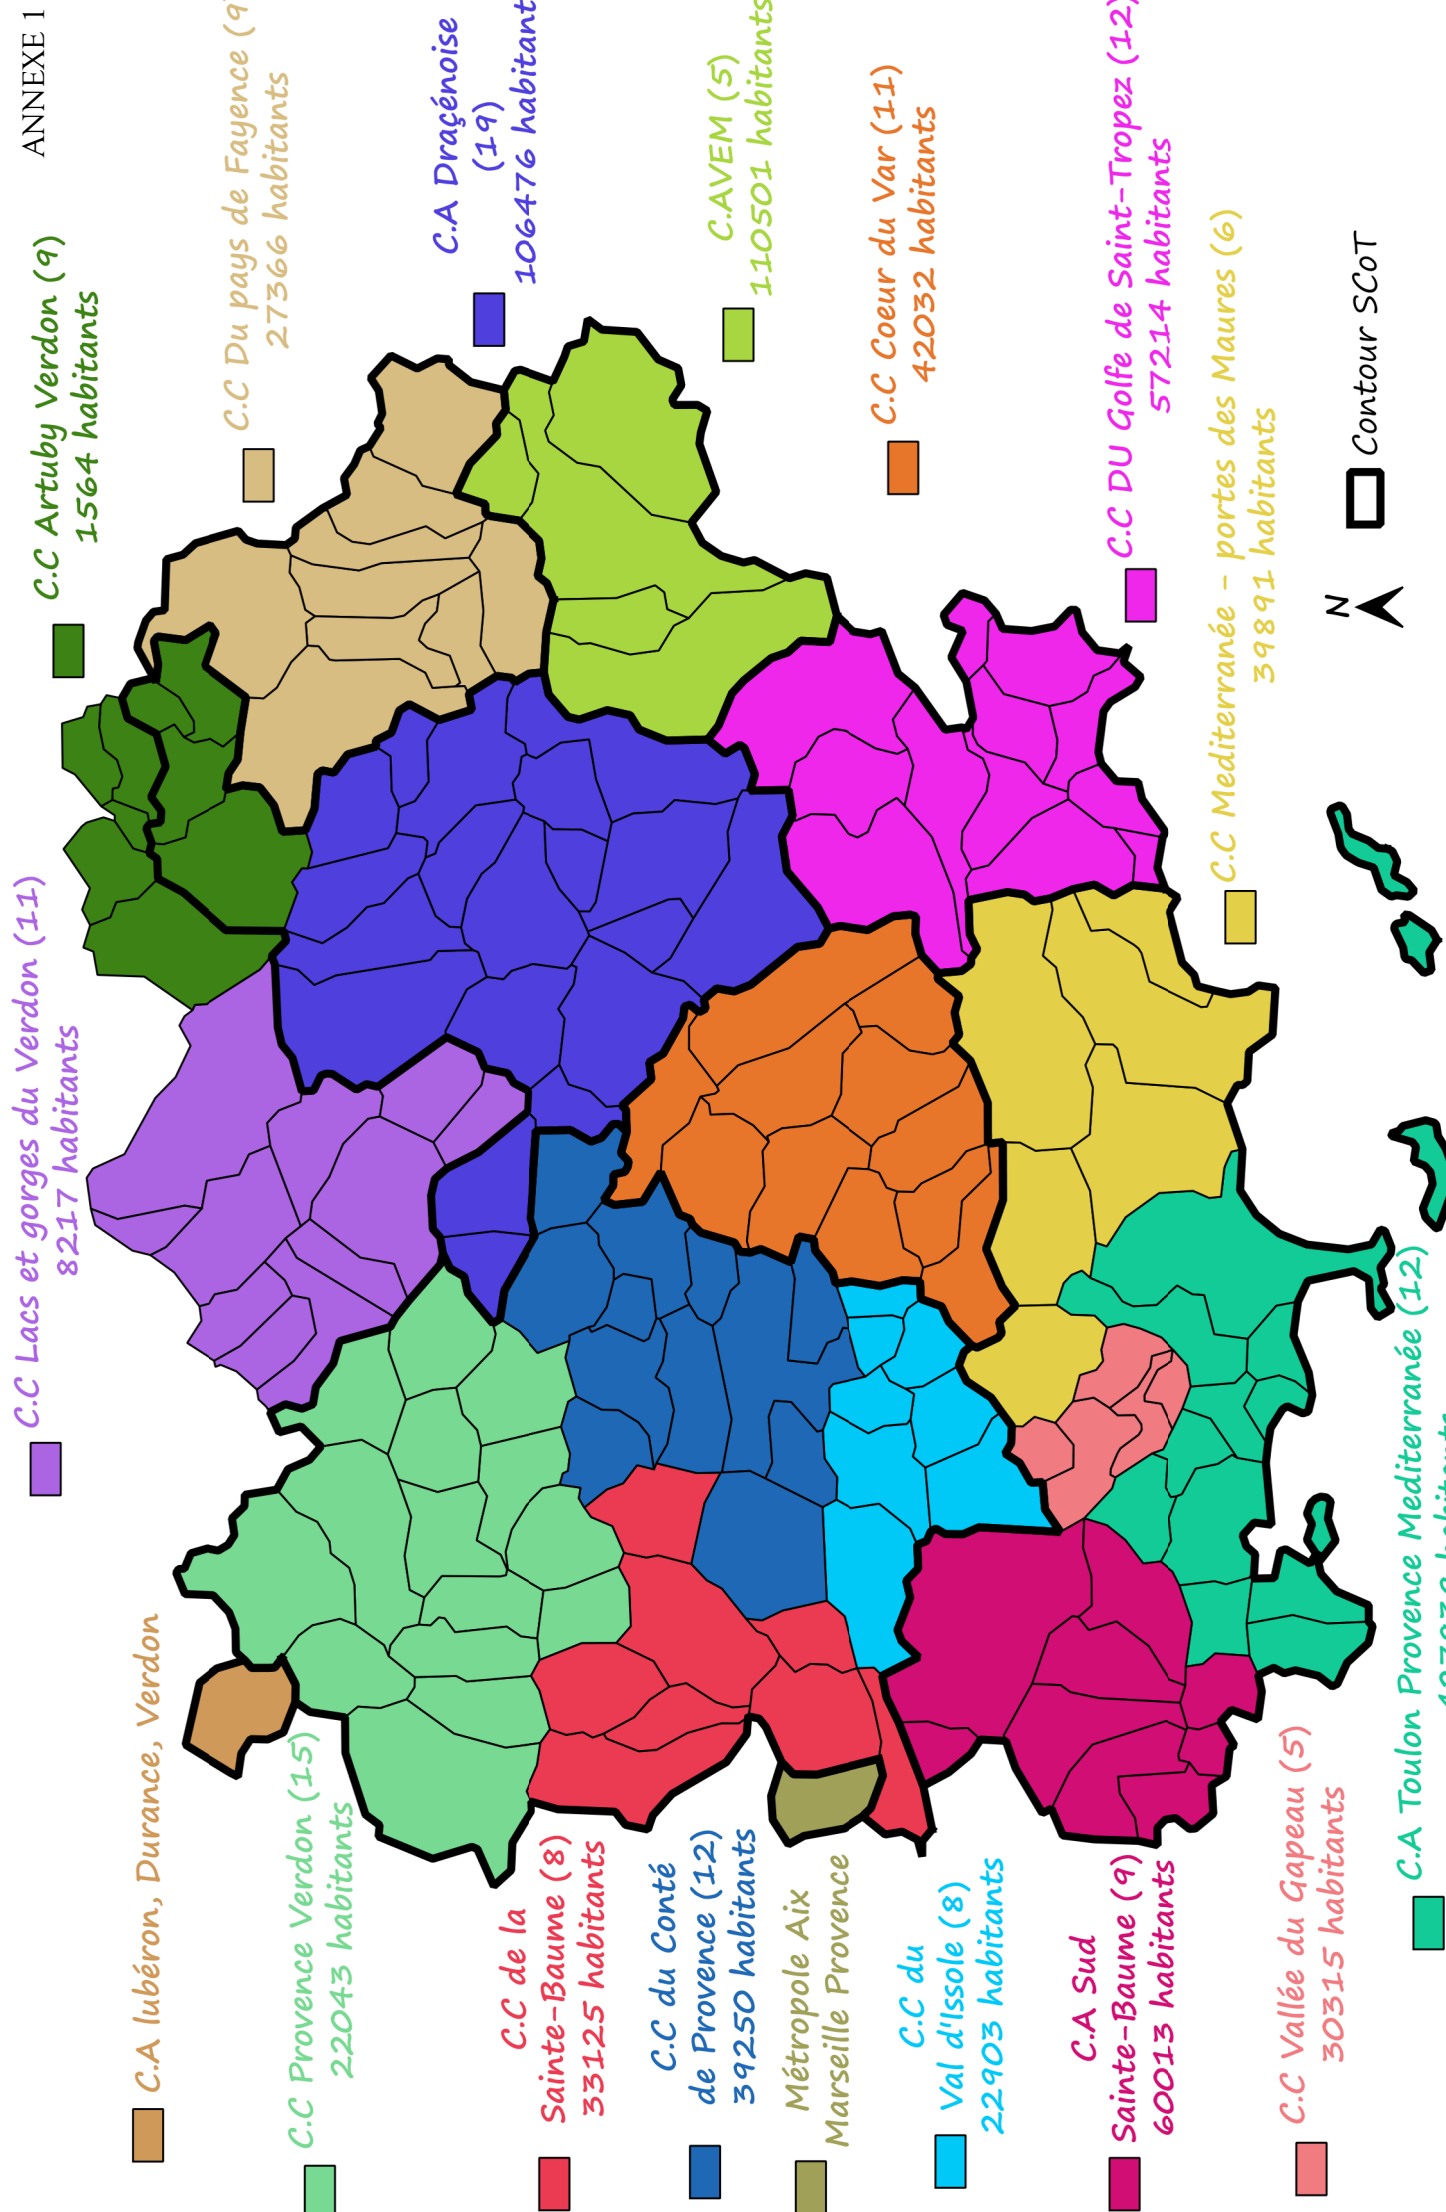 ANNEXE 1
C.C Lacs et gorges du Verdon (11)
8217 habitants
C.C Artuby Verdon (9)
1564 habitants
C.A lubéron, Durance, Verdon
C.C Du pays de Fayence (9
27366 habitants
C.C Provence Verdon (15)
22043 habitants
C.A Draçénoise
(19)
106476 habitant
C.C de la
Sainte-Baume (8)
33125 habitants
C.AVEM (5)
110501 habitants
C.C du Conté
de Provence (12)
39250 habitants
Métropole Aix
Marseille Provence
C.C Coeur du Var (11)
42032 habitants
C.C du
Val d'Issole (8)
22903 habitants
C.C DU Golfe de Saint-Tropez (12)
57214 habitants
C.A Sud
Sainte-Baume (9)
60013 habitants
C.C Mediterranée - portes des Maures (6)
39891 habitants
C.C Vallée du Gapeau (5)
30315 habitants
N
Contour SCoT
C.A Toulon Provence Mediterranée (12)